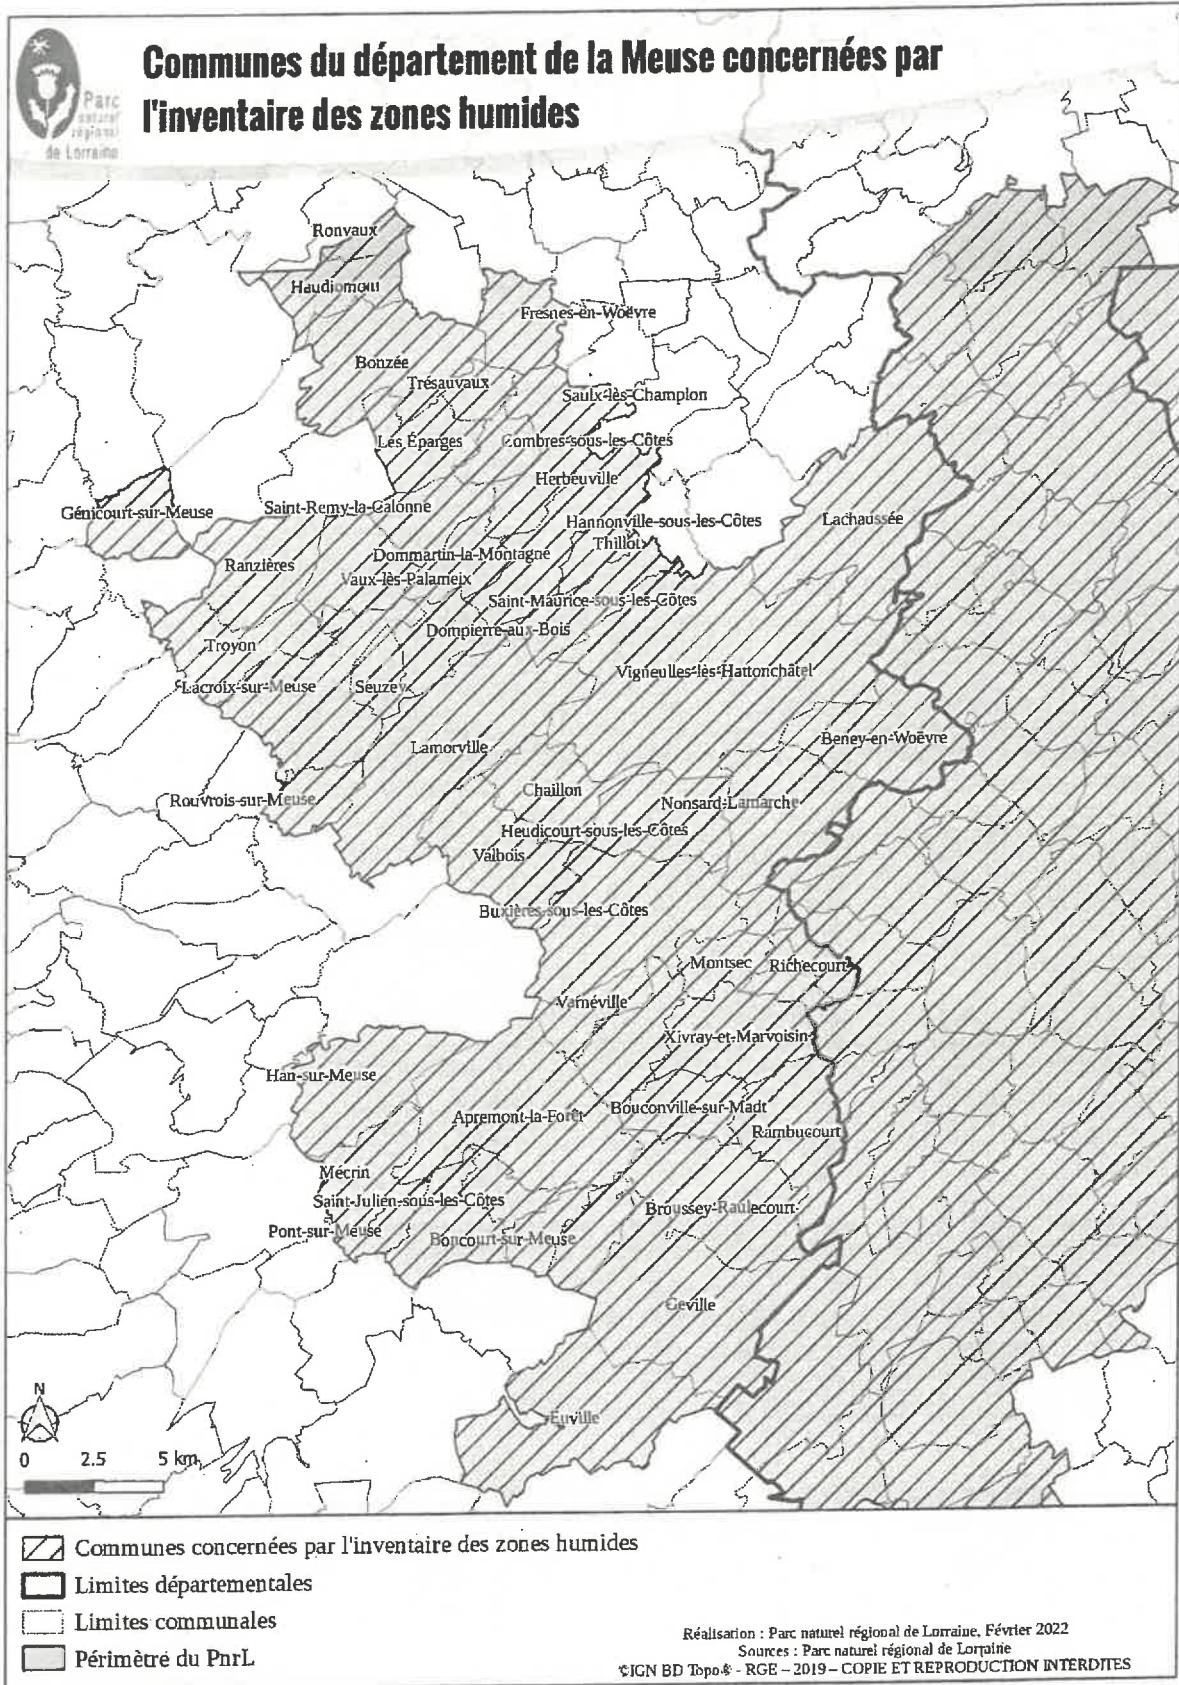 Communes du département de la Meuse concernées par
l'inventaire des zones humides
Parc
naturel
régional
de Lorraine
Ronvaux
Haudiomont
Fresnes-en-Woëvre
Bonzée
Trésauvaux
Saulx-lès-Champlon
Les Éparges
Combres-sous-les-Côtes
Herbeuville
Génicourt-sur-Meuse
Saint-Remy-la-Calonne
Hannonville-sous-les-Côtes
Lachaussée
Thillot
Dommartin-la-Montagne
Ranzières
Vaux-lès-Palameix
Saint-Maurice-sous-les-Côtes
Dompierre-aux-Bois
Troyon
Vigneulles-lès-Hattonchâtel
Lacroix-sur-Meuse
Seuzey
Beney-en-Woëvre
Lamorville
Chaillon
Rouvrois-sur-Meuse
Nonsard-Lamarche
Heudicourt-sous-les-Côtes
Valbois
Buxières-sous-les-Côtes
Montsec
Richecourt
Varnéville
Xivray-et-Marvoisin
Han-sur-Meuse
Bouconville-sur-Madt
Apremont-la-Forêt
Rambucourt
Mécrin
Saint-Julien-sous-les-Côtes
Broussey-Raulecourt
Pont-sur-Meuse
Boncourt-sur-Meuse
Geville
Euville
N
0 2.5 5 km
Communes concernées par l'inventaire des zones humides
Limites départementales
Limites communales
Périmètre du PnrL
Réalisation : Parc naturel régional de Lorraine, Février 2022
Sources : Parc naturel régional de Lorraine
©IGN BD Topo® - RGE – 2019 – COPIE ET REPRODUCTION INTERDITES